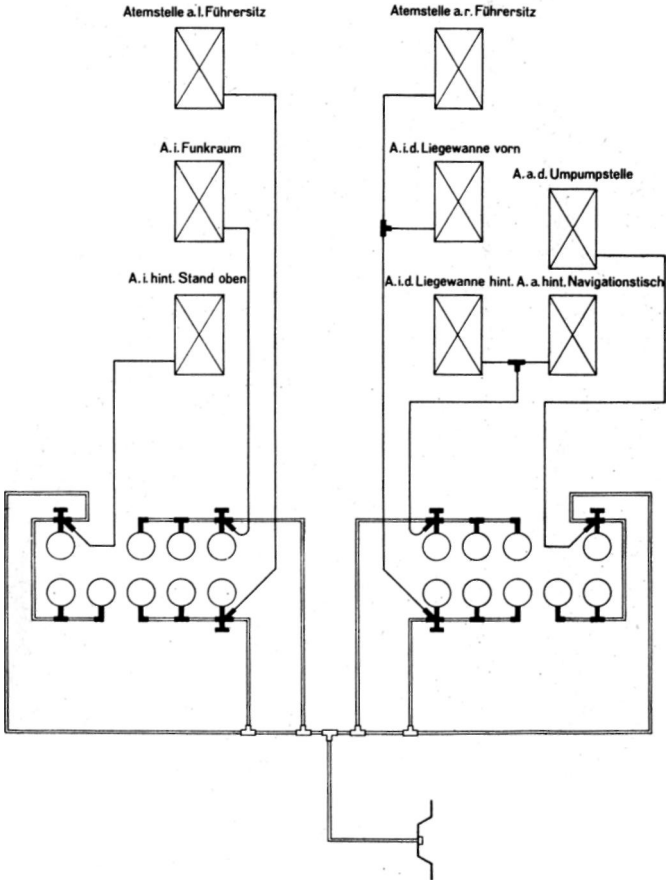 Atemstelle a.l. Führersitz
Atemstelle a.r. Führersitz
A.i. Funkraum
A.i.d. Liegewanne vorn
A.a.d. Umpumpstelle
A.i. hint. Stand oben
A.i.d. Liegewanne hint.
A.a. hint. Navigationstisch